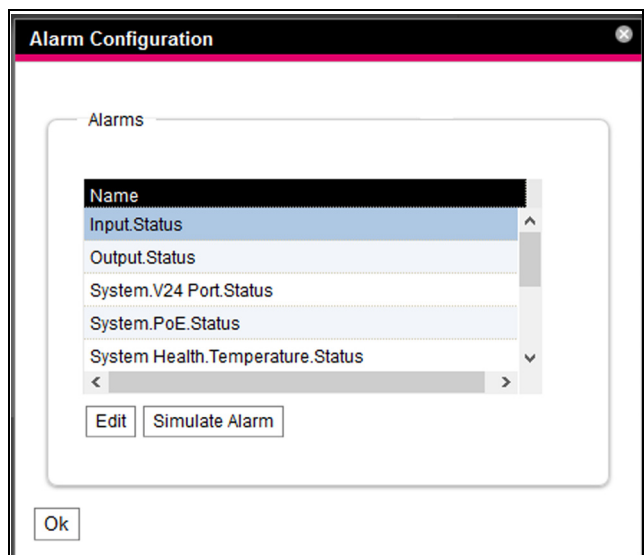 Alarm Configuration
Alarms
Name
Input.Status
Output.Status
System.V24 Port.Status
System.PoE.Status
System Health.Temperature.Status
Edit
Simulate Alarm
Ok